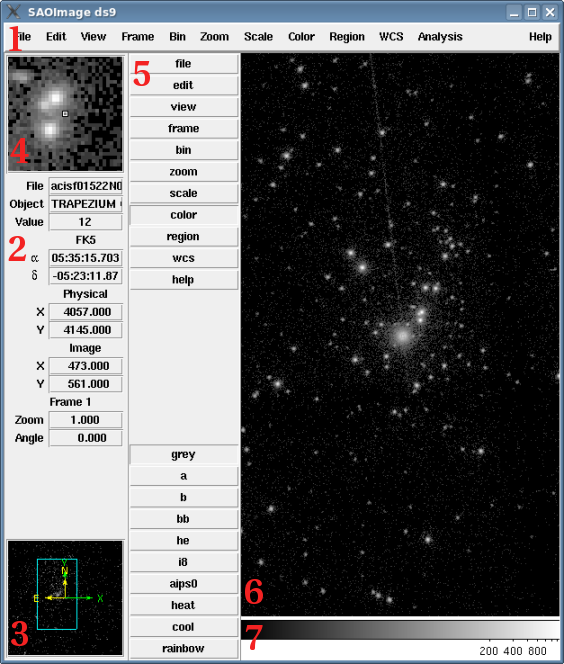 SAOImage ds9
File Edit View Frame Bin Zoom Scale Color Region WCS Analysis Help
1
4
5
file
edit
view
frame
bin
zoom
scale
color
region
wcs
help
File acisf01522N0
Object TRAPEZIUM
Value 12
2
FK5
α 05:35:15.703
δ -05:23:11.87
Physical
X 4057.000
Y 4145.000
Image
X 473.000
Y 561.000
Frame 1
Zoom 1.000
Angle 0.000
grey
a
b
bb
he
i8
aips0
heat
cool
rainbow
Y
N
E X
3
6
7
200 400 800